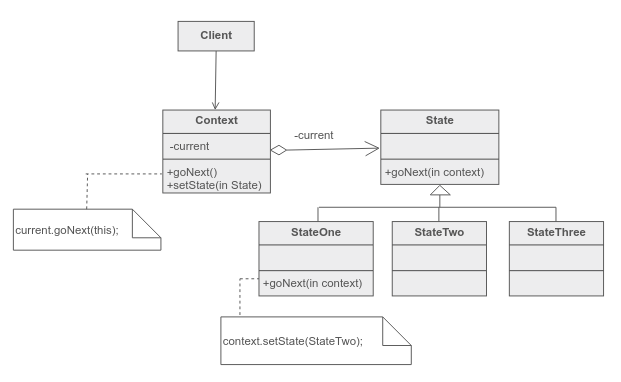 Client
Context
-current
+goNext()
+setState(in State)
-current
State
+goNext(in context)
current.goNext(this);
StateOne
+goNext(in context)
StateTwo
StateThree
context.setState(StateTwo);